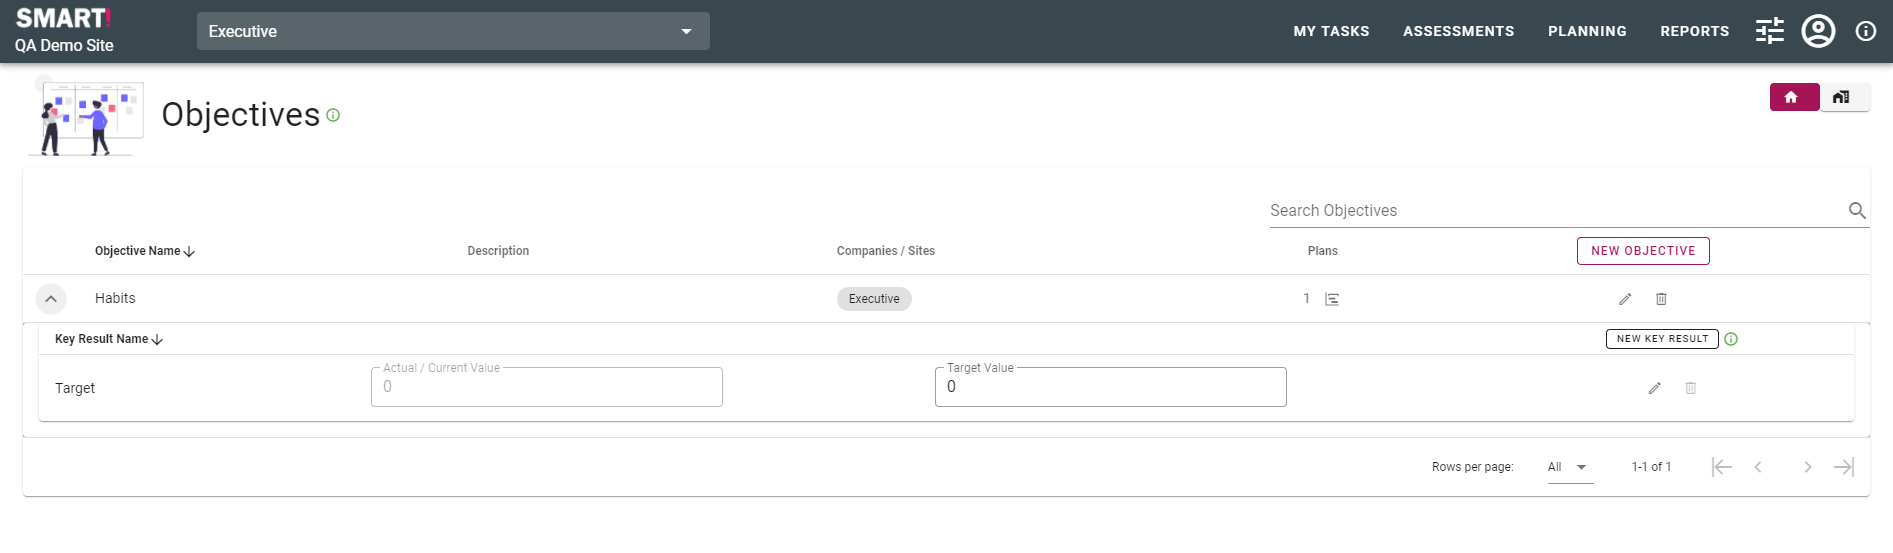 SMART!
QA Demo Site
Executive
MY TASKS
ASSESSMENTS
PLANNING
REPORTS
Objectives
Search Objectives
Objective Name
Description
Companies / Sites
Plans
NEW OBJECTIVE
Habits
Executive
1
Key Result Name
NEW KEY RESULT
Target
Actual / Current Value
0
Target Value
0
Rows per page:
All
1-1 of 1